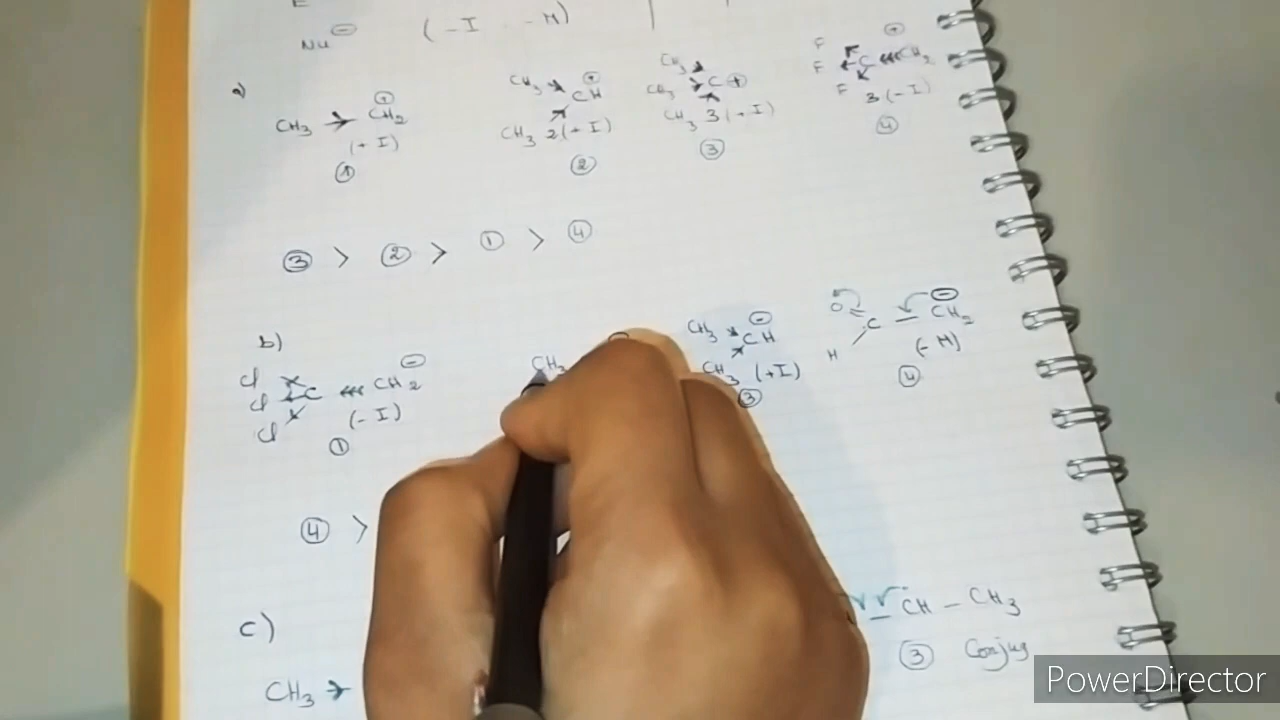 Nu⊖ (-I -M)
a)
CH3 → CH2⊕ (+I) ①
CH3 CH3 CH⊕ 2(+I) ②
CH3 CH3 CH3 C⊕ 3(+I) ③
F F F C CH2⊕ 3(-I) ④
③ > ② > ① > ④
b)
Cl Cl Cl C CH2⊖ (-I) ①
CH3
CH3 CH3 CH⊖ (+I) ③
O = C - CH2⊖ H (-M) ④
④ >
c)
CH3 →
- CH - CH3
③ Conjug
PowerDirector